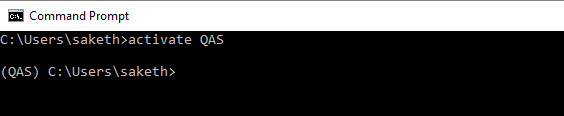 Command Prompt
C:\Users\saketh>activate QAS
(QAS) C:\Users\saketh>